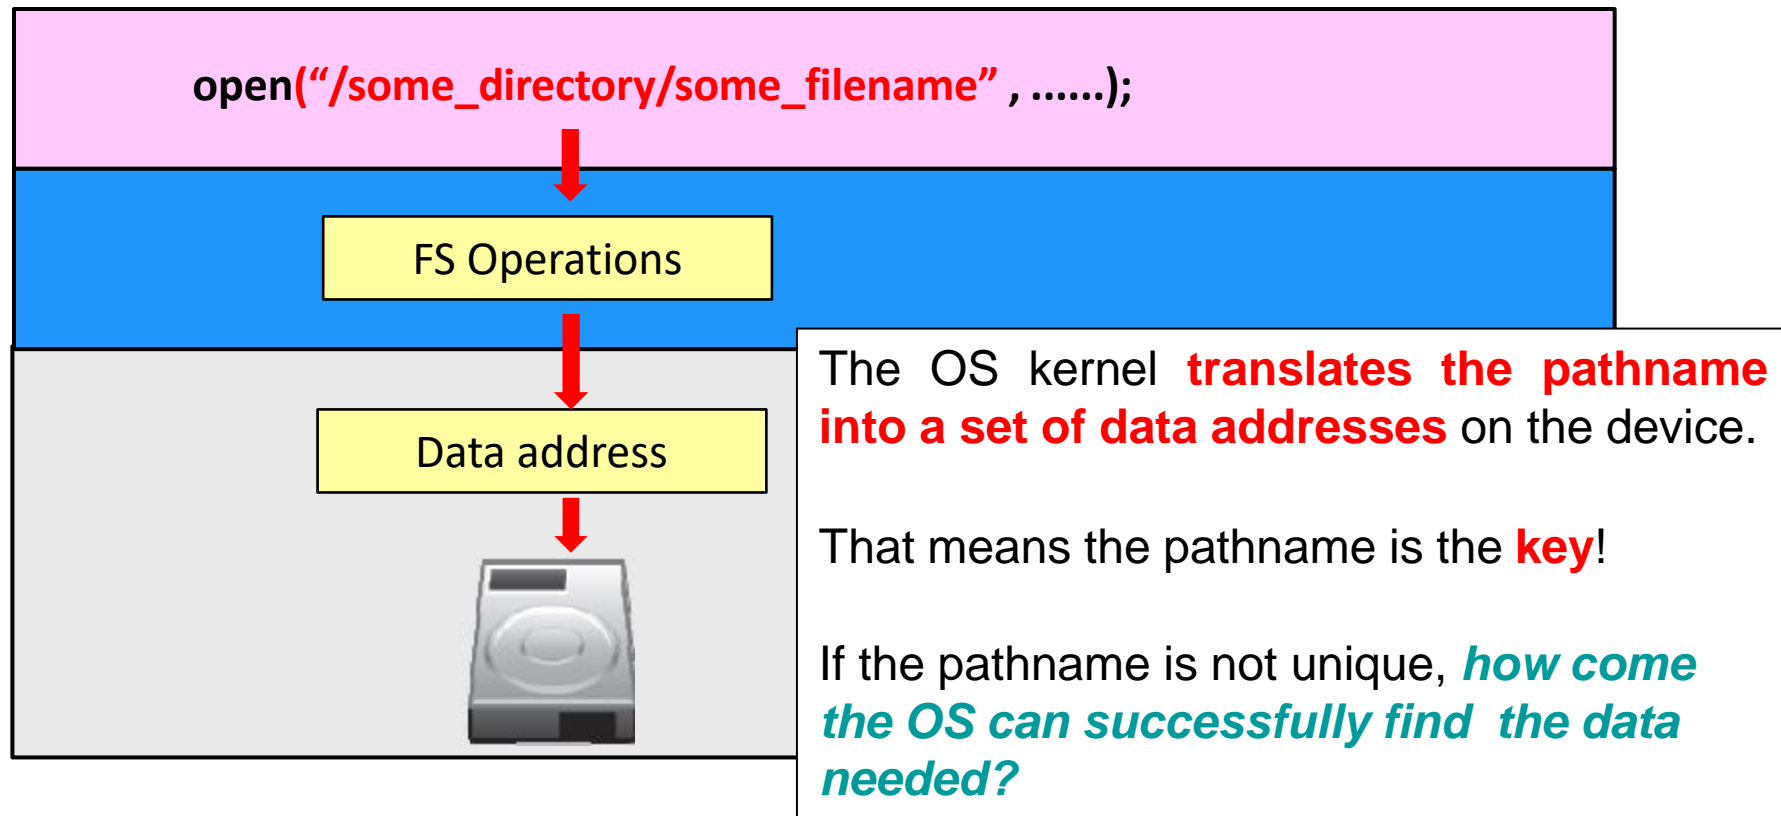 open(“/some_directory/some_filename” , ......);
FS Operations
Data address
The OS kernel translates the pathname
into a set of data addresses on the device.
That means the pathname is the key!
If the pathname is not unique, how come
the OS can successfully find the data
needed?